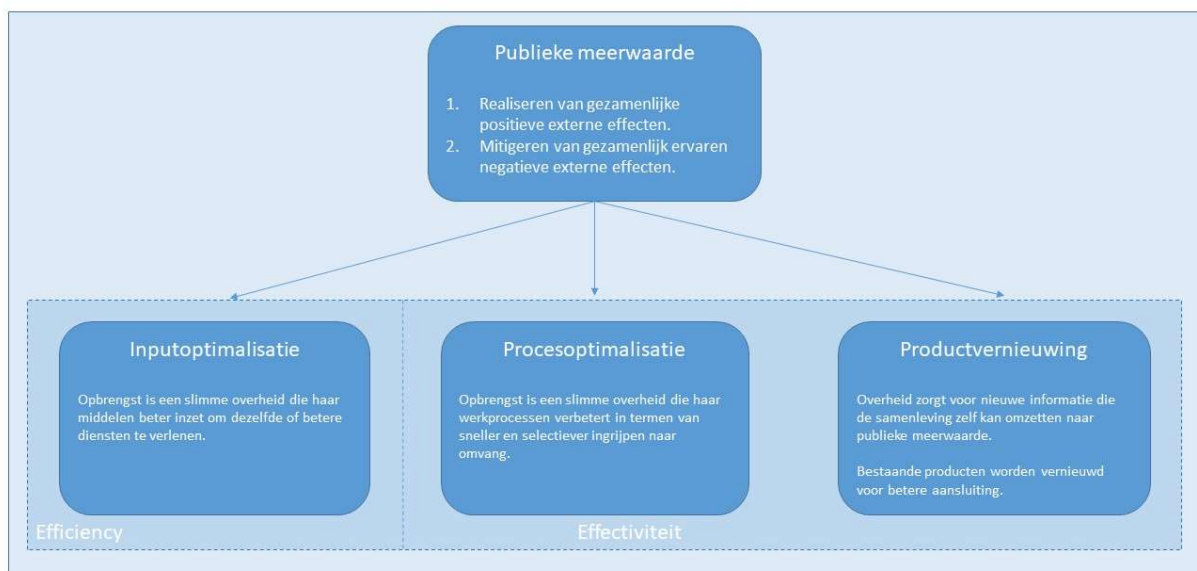 Publieke meerwaarde
1. Realiseren van gezamenlijke
positieve externe effecten.
2. Mitigeren van gezamenlijk ervaren
negatieve externe effecten.
Inputoptimalisatie
Opbrengst is een slimme overheid die haar
middelen beter inzet om dezelfde of betere
diensten te verlenen.
Procesoptimalisatie
Opbrengst is een slimme overheid die haar
werkprocessen verbetert in termen van
sneller en selectiever ingrijpen naar
omvang.
Productvernieuwing
Overheid zorgt voor nieuwe informatie die
de samenleving zelf kan omzetten naar
publieke meerwaarde.
Bestaande producten worden vernieuwd
voor betere aansluiting.
Efficiency
Effectiviteit